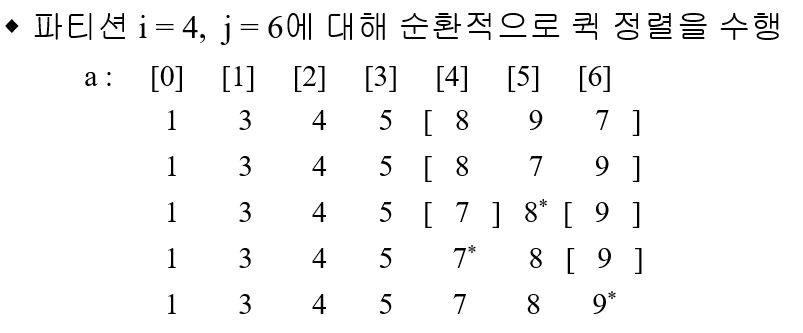 ◆ 파티션 i = 4, j = 6에 대해 순환적으로 퀵 정렬을 수행
a : [0] [1] [2] [3] [4] [5] [6]
1 3 4 5 [ 8 9 7 ]
1 3 4 5 [ 8 7 9 ]
1 3 4 5 [ 7 ] 8* [ 9 ]
1 3 4 5 7* 8 [ 9 ]
1 3 4 5 7 8 9*